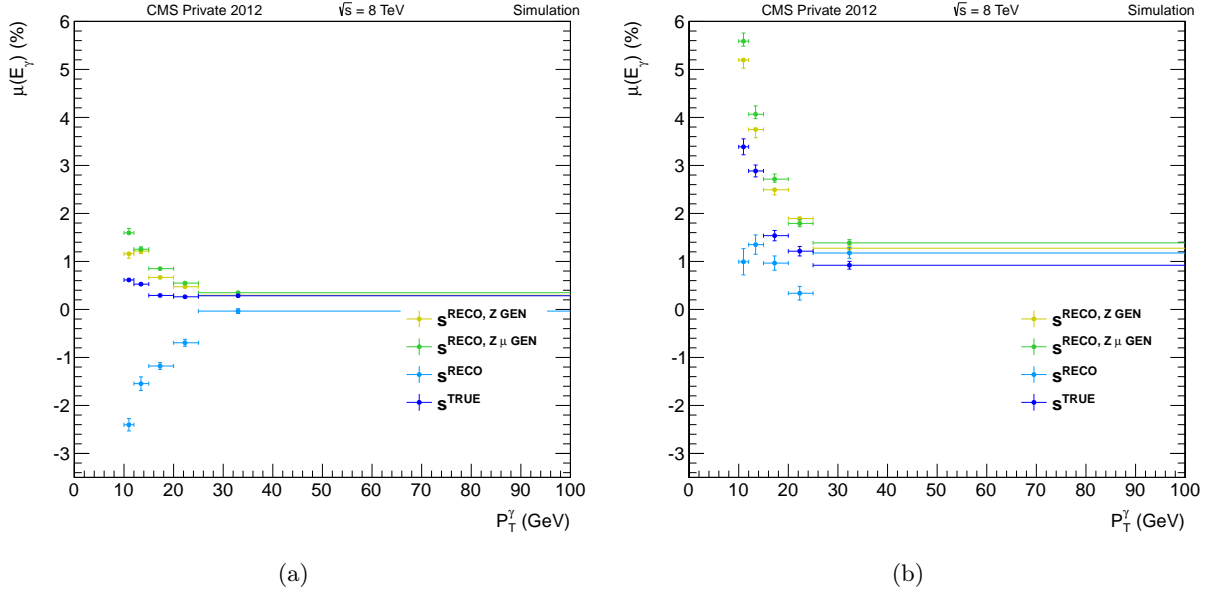 CMS Private 2012 √s = 8 TeV Simulation
μ(E_γ) (%)
6
5
4
3
2
1
0
-1
-2
-3
s^RECO, Z GEN
s^RECO, Z μ GEN
s^RECO
s^TRUE
0 10 20 30 40 50 60 70 80 90 100
P_T^γ (GeV)
(a)
CMS Private 2012 √s = 8 TeV Simulation
μ(E_γ) (%)
6
5
4
3
2
1
0
-1
-2
-3
s^RECO, Z GEN
s^RECO, Z μ GEN
s^RECO
s^TRUE
0 10 20 30 40 50 60 70 80 90 100
P_T^γ (GeV)
(b)